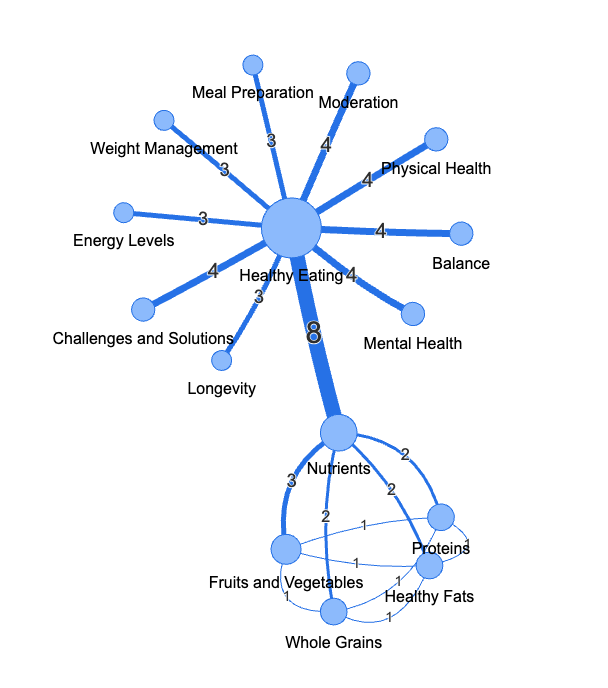 Meal Preparation
Moderation
3
4
Weight Management
3
Physical Health
4
Energy Levels
3
4
Balance
Healthy Eating
4
4
3
Challenges and Solutions
Mental Health
8
Longevity
Nutrients
3
2
2
2
1
1
Proteins
1
Fruits and Vegetables
1
1
Healthy Fats
1
Whole Grains